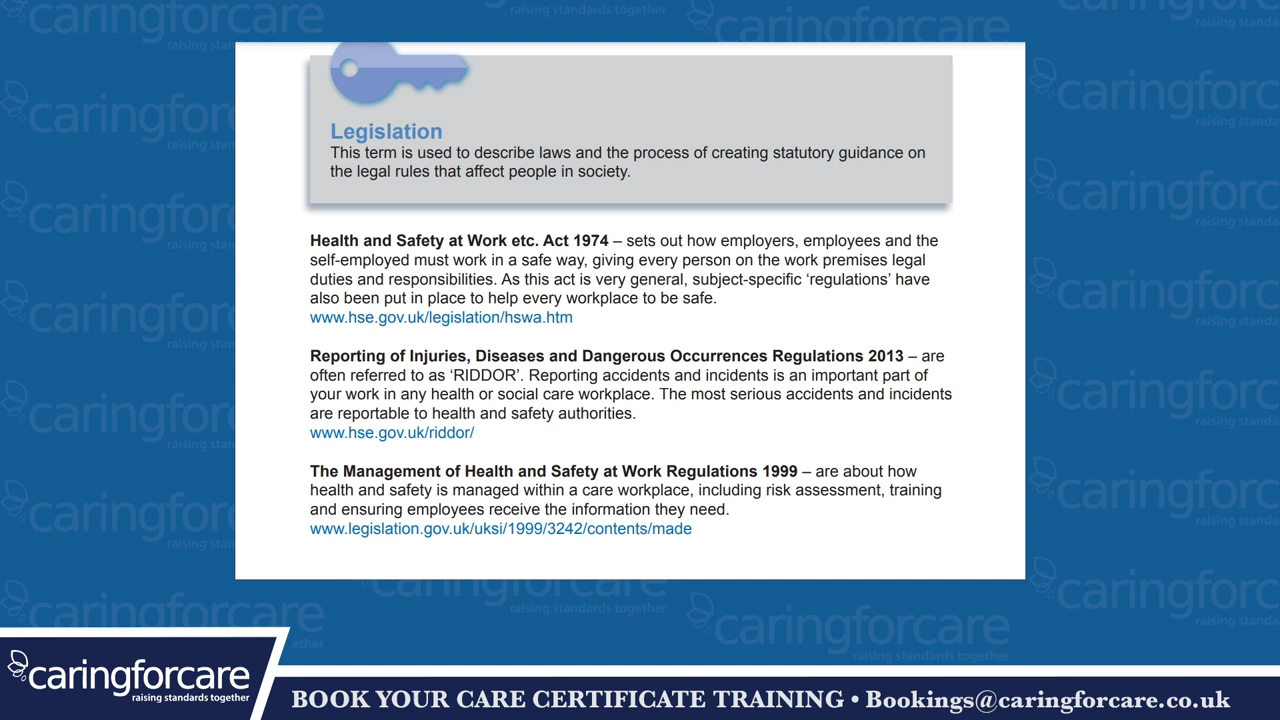 Legislation
This term is used to describe laws and the process of creating statutory guidance on
the legal rules that affect people in society.
Health and Safety at Work etc. Act 1974 – sets out how employers, employees and the
self-employed must work in a safe way, giving every person on the work premises legal
duties and responsibilities. As this act is very general, subject-specific ‘regulations’ have
also been put in place to help every workplace to be safe.
www.hse.gov.uk/legislation/hswa.htm
Reporting of Injuries, Diseases and Dangerous Occurrences Regulations 2013 – are
often referred to as ‘RIDDOR’. Reporting accidents and incidents is an important part of
your work in any health or social care workplace. The most serious accidents and incidents
are reportable to health and safety authorities.
www.hse.gov.uk/riddor/
The Management of Health and Safety at Work Regulations 1999 – are about how
health and safety is managed within a care workplace, including risk assessment, training
and ensuring employees receive the information they need.
www.legislation.gov.uk/uksi/1999/3242/contents/made
caringforcare
raising standards together
BOOK YOUR CARE CERTIFICATE TRAINING • Bookings@caringforcare.co.uk